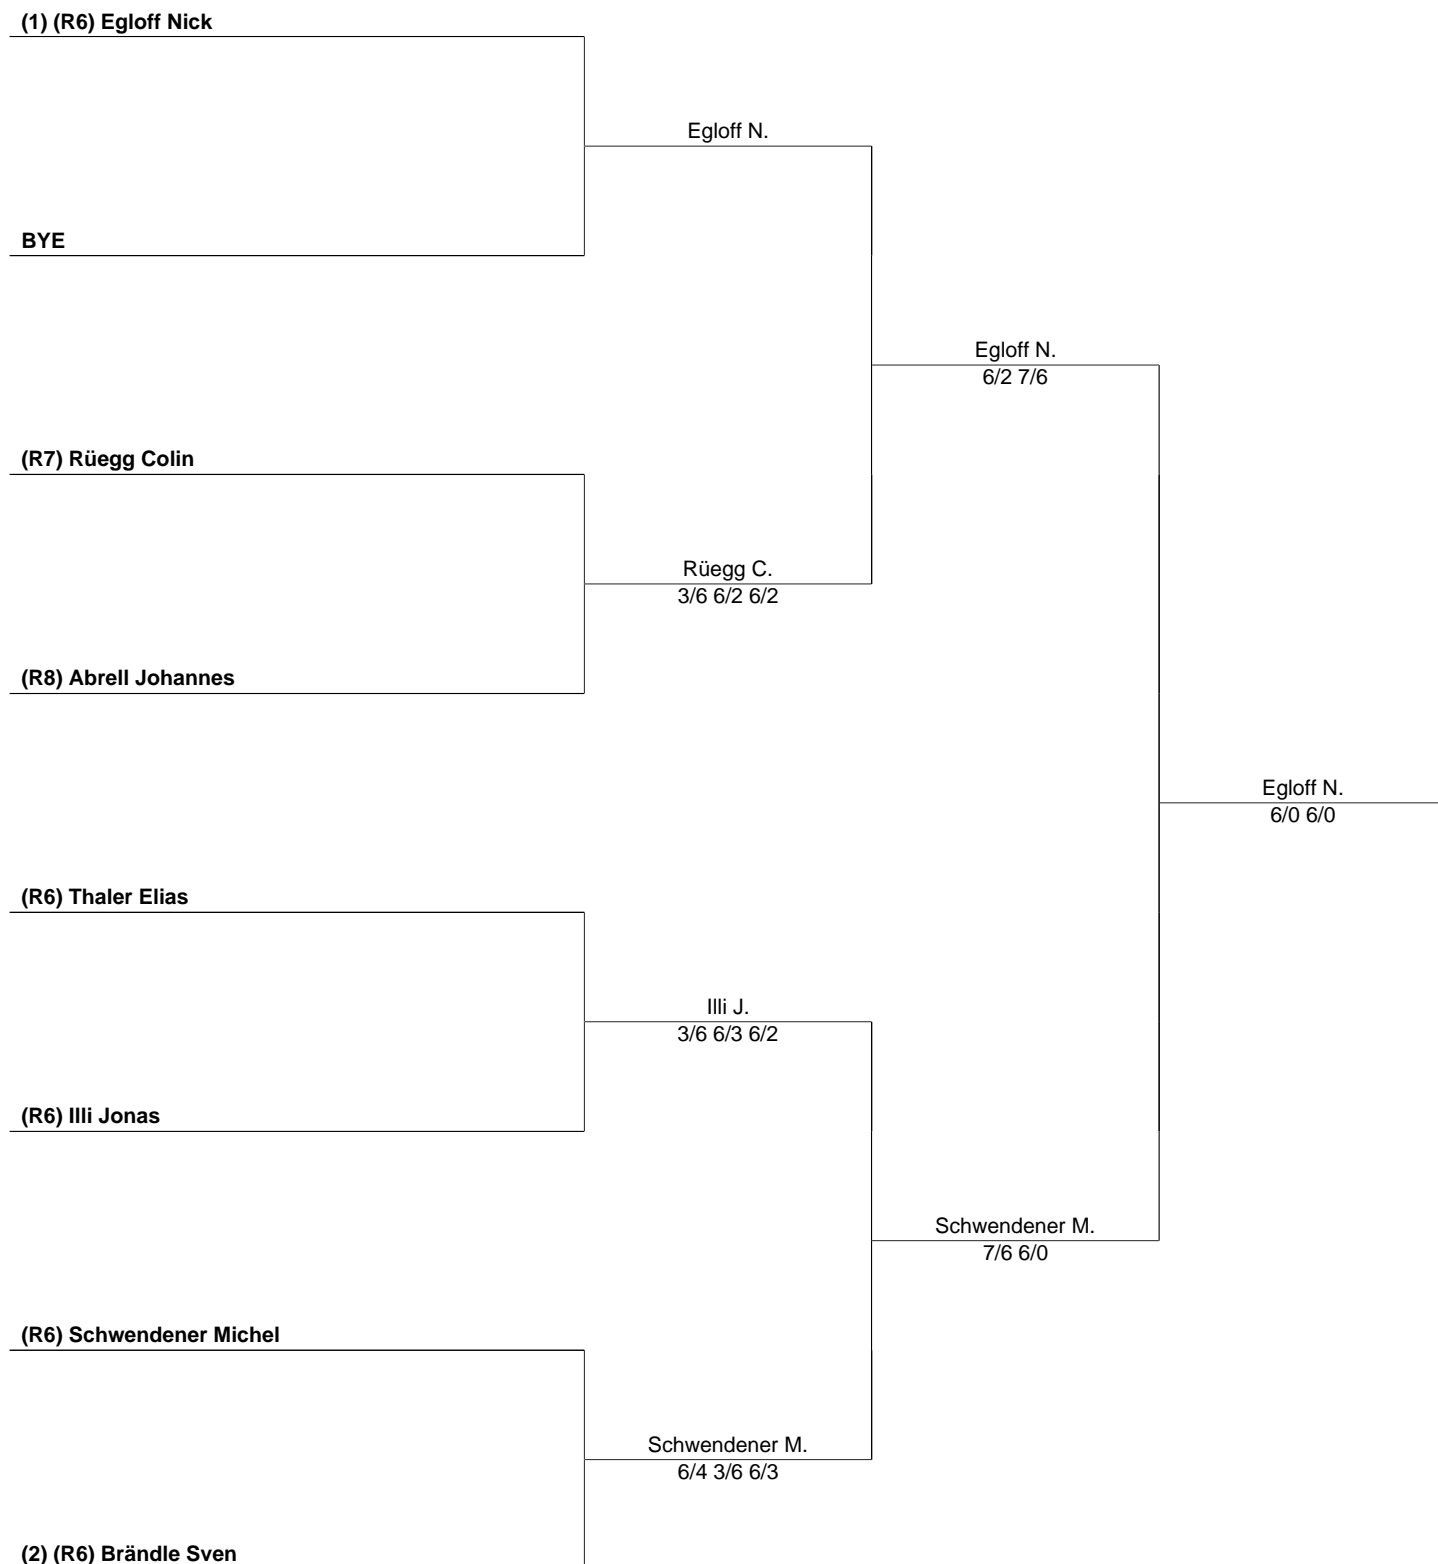 (1) (R6) Egloff Nick
Egloff N.
BYE
Egloff N.
6/2 7/6
(R7) Rüegg Colin
Rüegg C.
3/6 6/2 6/2
(R8) Abrell Johannes
Egloff N.
6/0 6/0
(R6) Thaler Elias
Illi J.
3/6 6/3 6/2
(R6) Illi Jonas
Schwendener M.
7/6 6/0
(R6) Schwendener Michel
Schwendener M.
6/4 3/6 6/3
(2) (R6) Brändle Sven